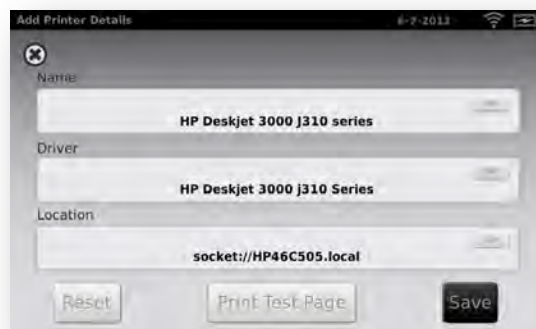 Add Printer Details 6-7-2013
Name
HP Deskjet 3000 J310 series
Driver
HP Deskjet 3000 j310 Series
Location
socket://HP46C505.local
Reset Print Test Page Save